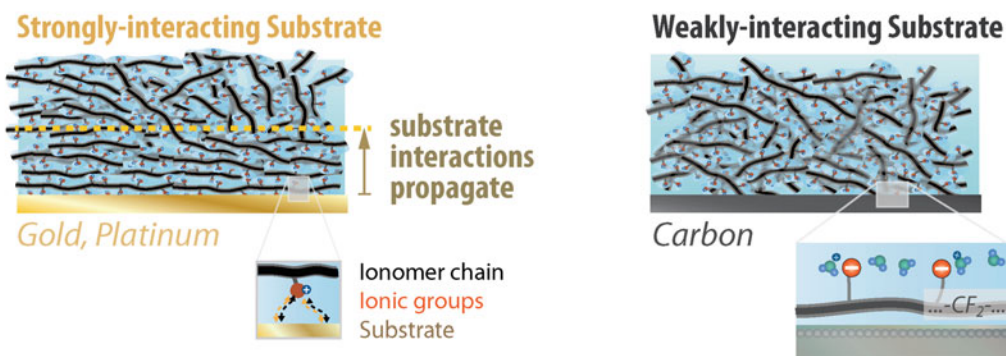 Strongly-interacting Substrate
Weakly-interacting Substrate
substrate
interactions
propagate
Gold, Platinum
Carbon
Ionomer chain
Ionic groups
Substrate
...-CF₂-...